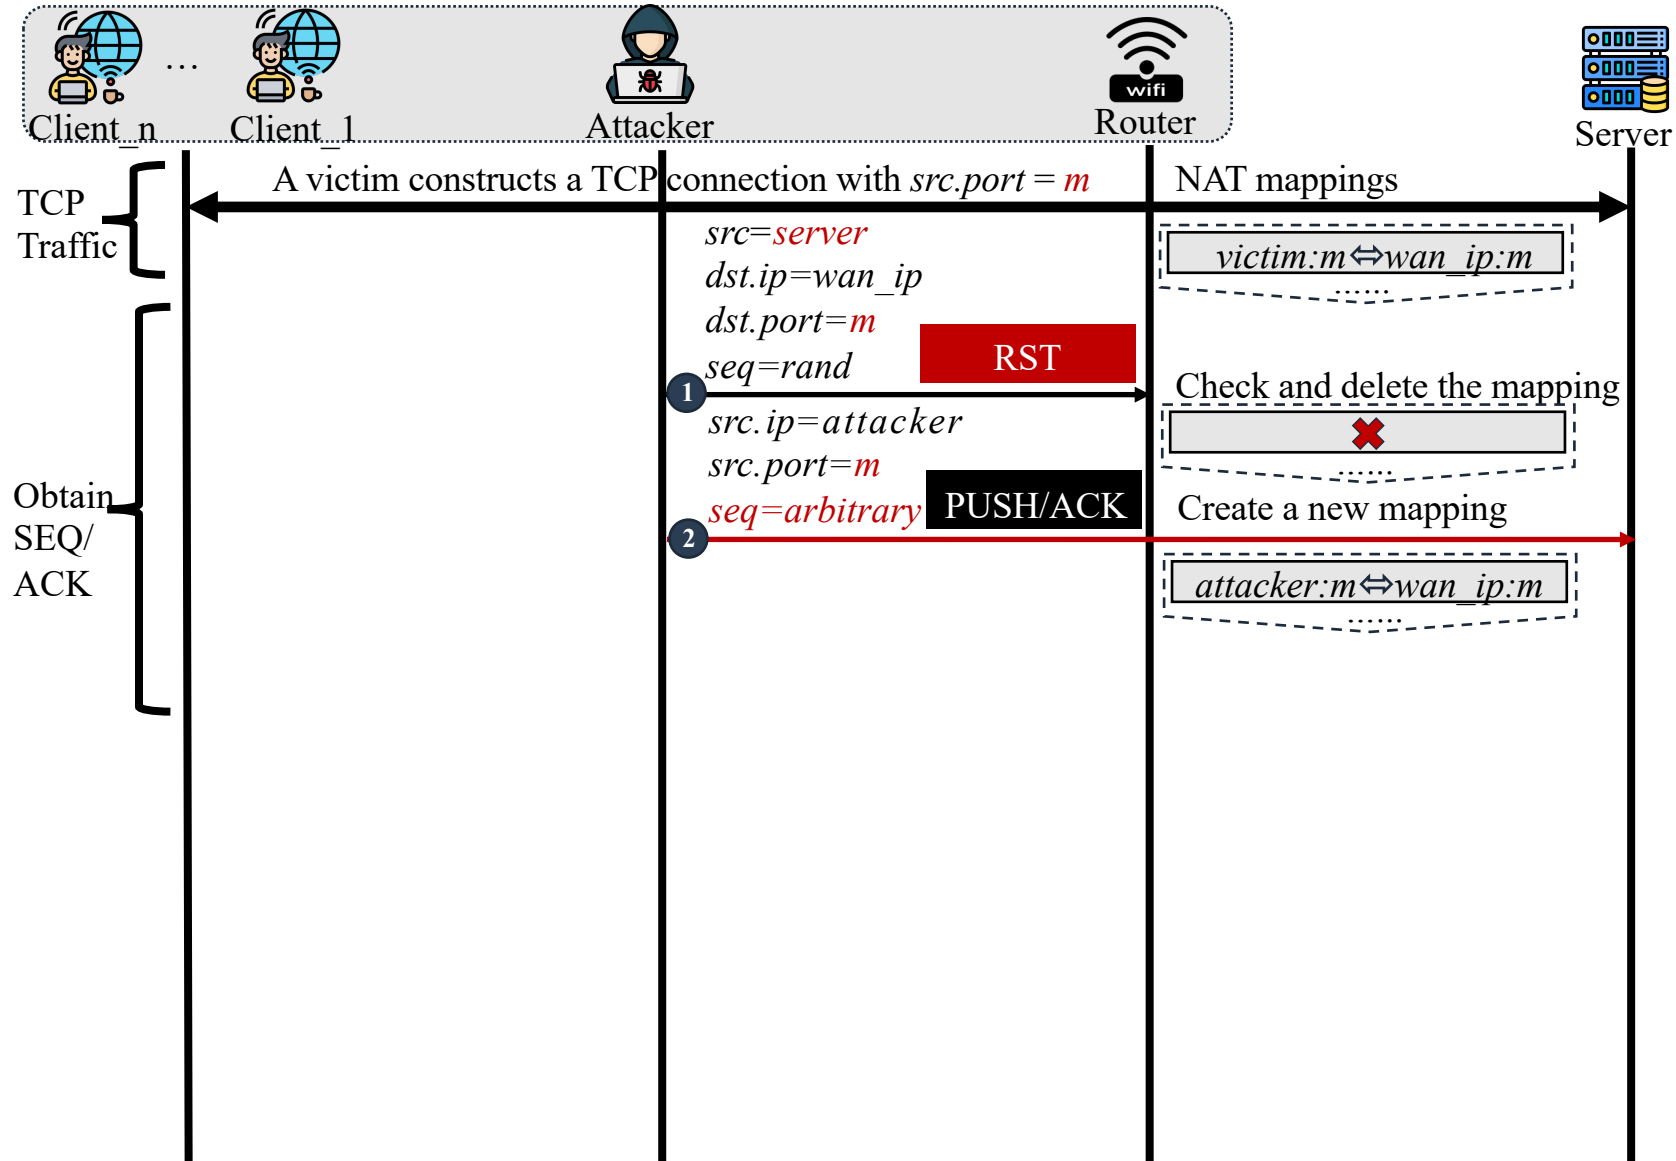 Client_n
...
Client_1
Attacker
wifi
Router
Server
TCP
Traffic
A victim constructs a TCP connection with src.port = m
NAT mappings
src=server
dst.ip=wan_ip
dst.port=m
seq=rand
RST
victim:m⇔wan_ip:m
......
1
Check and delete the mapping
......
Obtain
SEQ/
ACK
src.ip=attacker
src.port=m
seq=arbitrary
PUSH/ACK
2
Create a new mapping
attacker:m⇔wan_ip:m
......